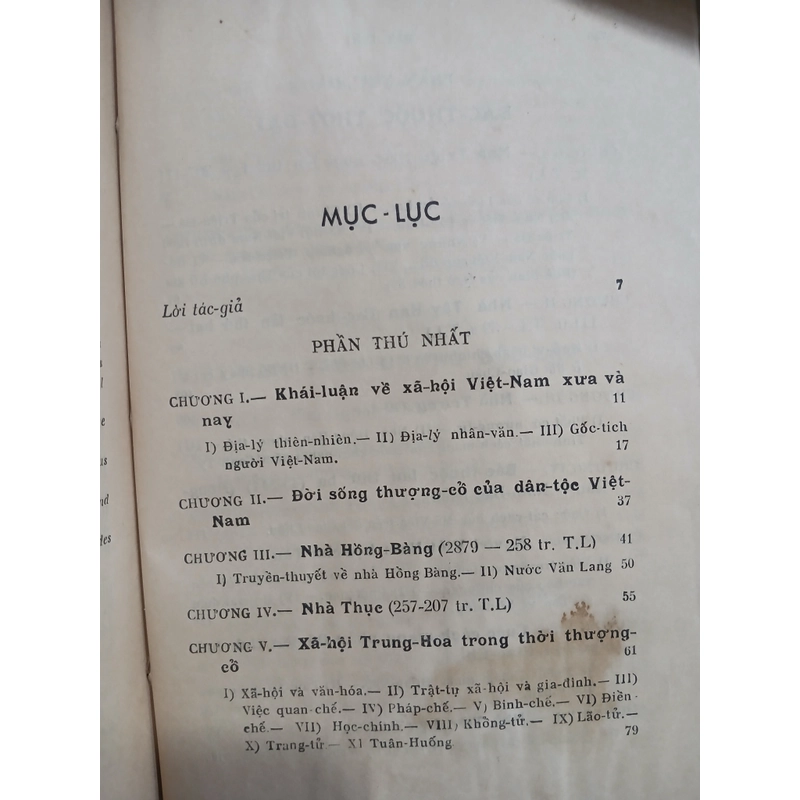 MỤC-LỤC
Lời tác-giả 7
PHẦN THÚ NHẤT
CHƯƠNG I.— Khái-luận về xã-hội Việt-Nam xưa và
nay 11
I) Địa-lý thiên-nhiên.— II) Địa-lý nhân-văn.— III) Gốc-tích
người Việt-Nam. 17
CHƯƠNG II.— Đời sống thượng-cổ của dân-tộc Việt-
Nam 37
CHƯƠNG III.— Nhà Hồng-Bàng (2879 — 258 tr. T.L) 41
I) Truyền-thuyết về nhà Hồng Bàng.— II) Nước Văn Lang 50
CHƯƠNG IV.— Nhà Thục (257-207 tr. T.L) 55
CHƯƠNG V.— Xã-hội Trung-Hoa trong thời thượng-
cổ 61
I) Xã-hội và văn-hóa.— II) Trật-tự xã-hội và gia-đình.— III)
Việc quan-chế.— IV) Pháp-chế.— V) Binh-chế.— VI) Điền-
chế.— VII) Học-chính.— VIII) Khồng-tử.— IX) Lão-tử.—
X) Trang-tử — XI Tuân-Huống 79